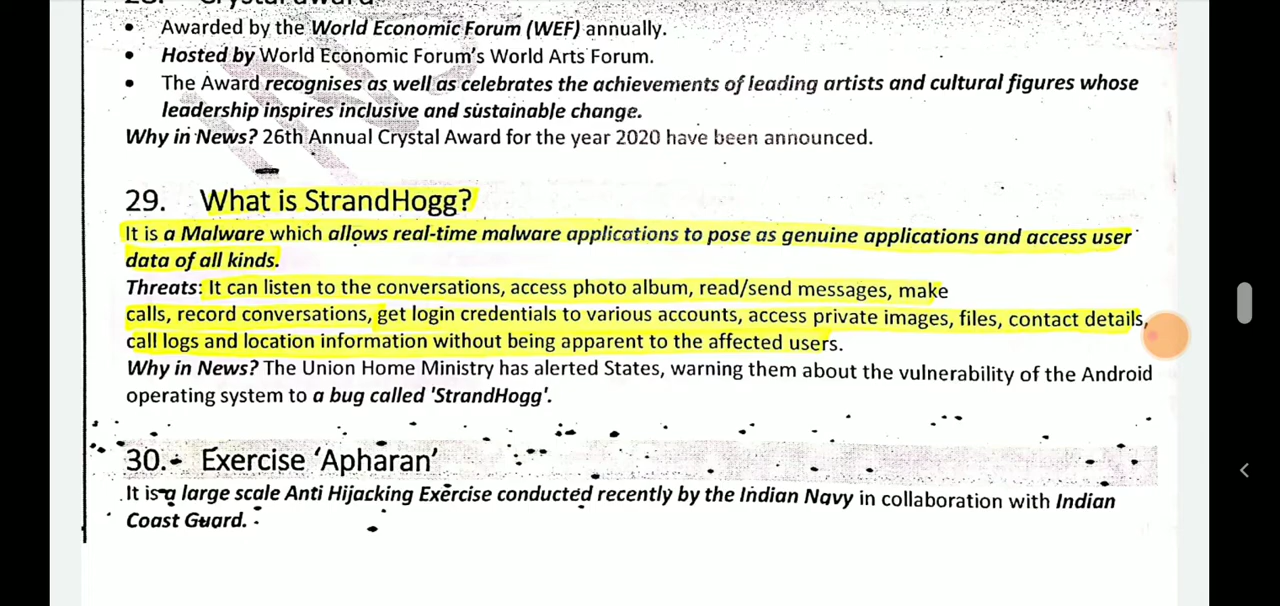 • Awarded by the World Economic Forum (WEF) annually.
• Hosted by World Economic Forum's World Arts Forum.
• The Award recognises as well as celebrates the achievements of leading artists and cultural figures whose
leadership inspires inclusive and sustainable change.
Why in News? 26th Annual Crystal Award for the year 2020 have been announced.
29. What is StrandHogg?
It is a Malware which allows real-time malware applications to pose as genuine applications and access user
data of all kinds.
Threats: It can listen to the conversations, access photo album, read/send messages, make
calls, record conversations, get login credentials to various accounts, access private images, files, contact details,
call logs and location information without being apparent to the affected users.
Why in News? The Union Home Ministry has alerted States, warning them about the vulnerability of the Android
operating system to a bug called 'StrandHogg'.
30. Exercise 'Apharan'
It is a large scale Anti Hijacking Exercise conducted recently by the Indian Navy in collaboration with Indian
Coast Guard.